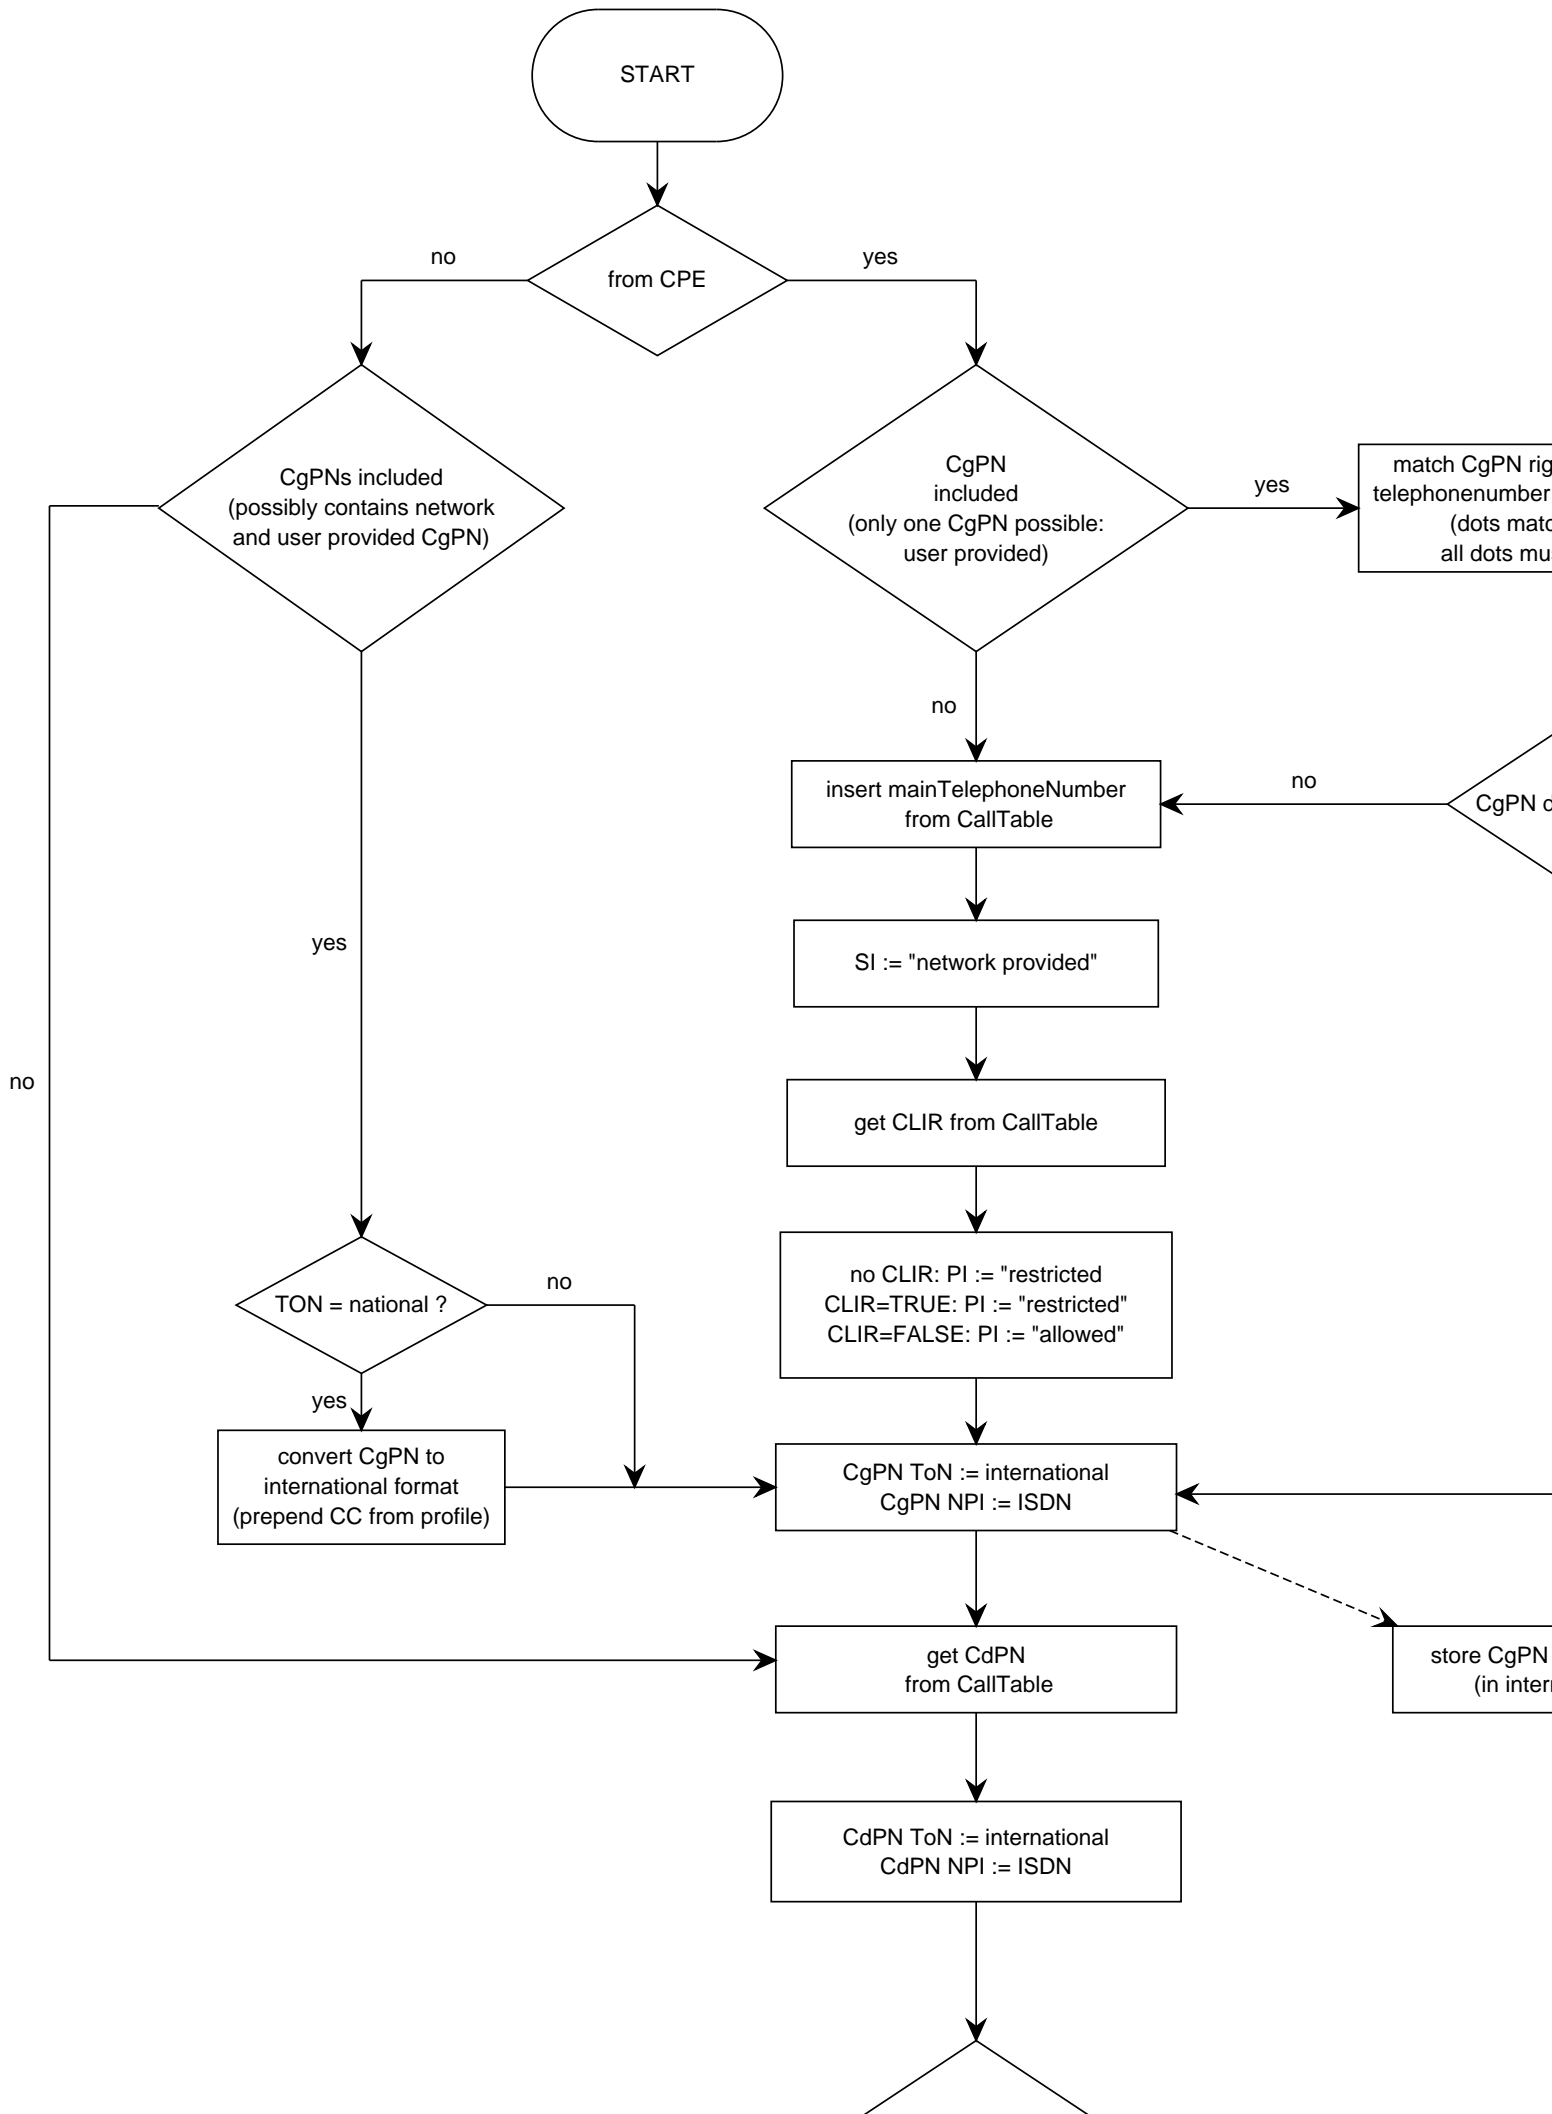 START
no
yes
from CPE
CgPNs included
(possibly contains network
and user provided CgPN)
CgPN
included
(only one CgPN possible:
user provided)
yes
match CgPN
telephonenumber
(dots
all dots
no
insert mainTelephoneNumber
from CallTable
no
CgPN
yes
SI := "network provided"
no
get CLIR from CallTable
no CLIR: PI := "restricted
CLIR=TRUE: PI := "restricted"
CLIR=FALSE: PI := "allowed"
TON = national ?
no
yes
convert CgPN to
international format
(prepend CC from profile)
CgPN ToN := international
CgPN NPI := ISDN
get CdPN
from CallTable
store CgPN
(in
CdPN ToN := international
CdPN NPI := ISDN